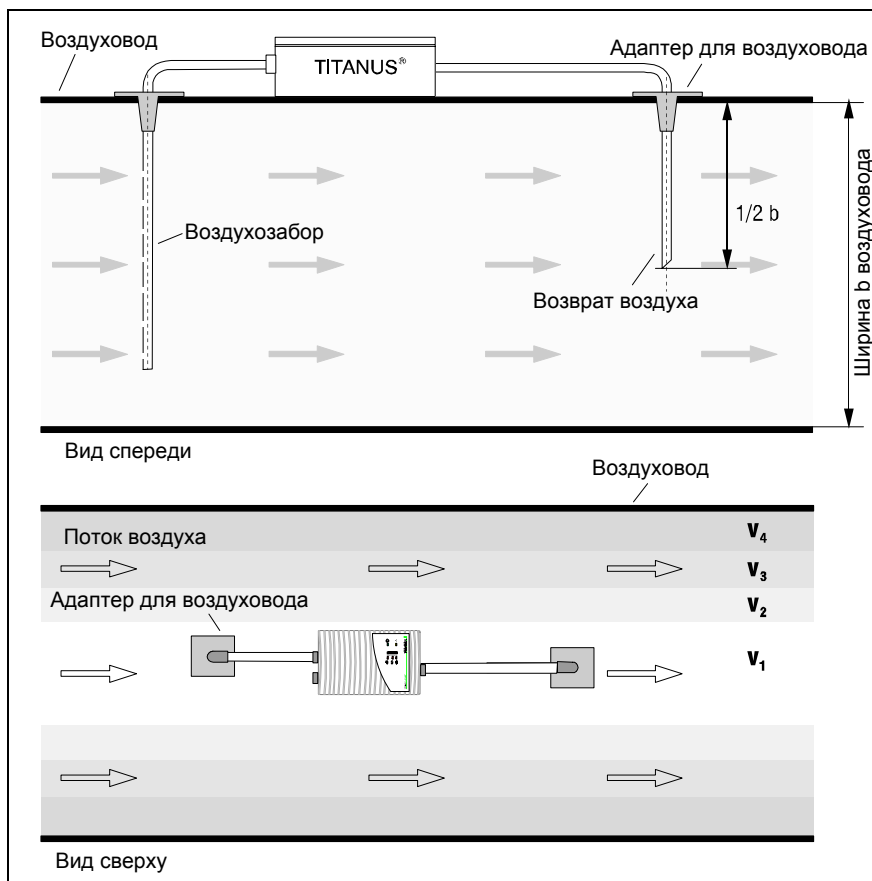 Воздуховод
Адаптер для воздуховода
TITANUS®
Ширина b воздуховода
1/2 b
Воздухозабор
Возврат воздуха
Вид спереди
Воздуховод
Поток воздуха
V₄
V₃
Адаптер для воздуховода
V₂
V₁
Вид сверху